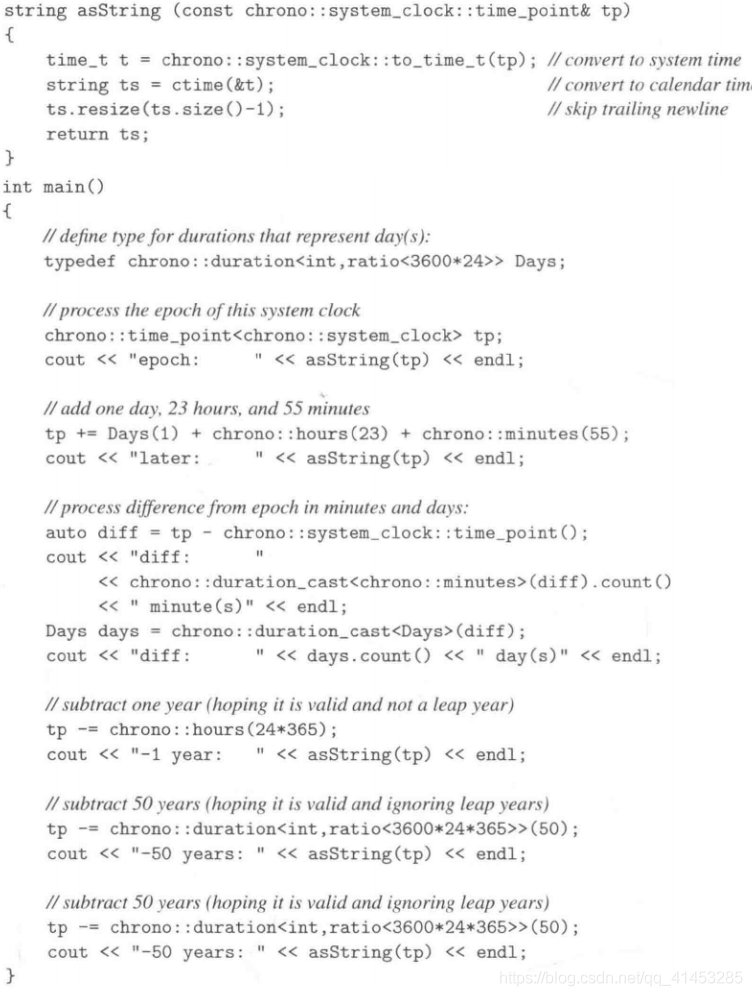 string asString (const chrono::system_clock::time_point& tp)
{
    time_t t = chrono::system_clock::to_time_t(tp); // convert to system time
    string ts = ctime(&t);                          // convert to calendar tim
    ts.resize(ts.size()-1);                         // skip trailing newline
    return ts;
}
int main()
{
    // define type for durations that represent day(s):
    typedef chrono::duration<int,ratio<3600*24>> Days;

    // process the epoch of this system clock
    chrono::time_point<chrono::system_clock> tp;
    cout << "epoch:     " << asString(tp) << endl;

    // add one day, 23 hours, and 55 minutes
    tp += Days(1) + chrono::hours(23) + chrono::minutes(55);
    cout << "later:     " << asString(tp) << endl;

    // process difference from epoch in minutes and days:
    auto diff = tp - chrono::system_clock::time_point();
    cout << "diff:      "
         << chrono::duration_cast<chrono::minutes>(diff).count()
         << " minute(s)" << endl;
    Days days = chrono::duration_cast<Days>(diff);
    cout << "diff:      " << days.count() << " day(s)" << endl;

    // subtract one year (hoping it is valid and not a leap year)
    tp -= chrono::hours(24*365);
    cout << "-1 year:   " << asString(tp) << endl;

    // subtract 50 years (hoping it is valid and ignoring leap years)
    tp -= chrono::duration<int,ratio<3600*24*365>>(50);
    cout << "-50 years: " << asString(tp) << endl;

    // subtract 50 years (hoping it is valid and ignoring leap years)
    tp -= chrono::duration<int,ratio<3600*24*365>>(50);
    cout << "-50 years: " << asString(tp) << endl;
}
https://blog.csdn.net/qq_41453285